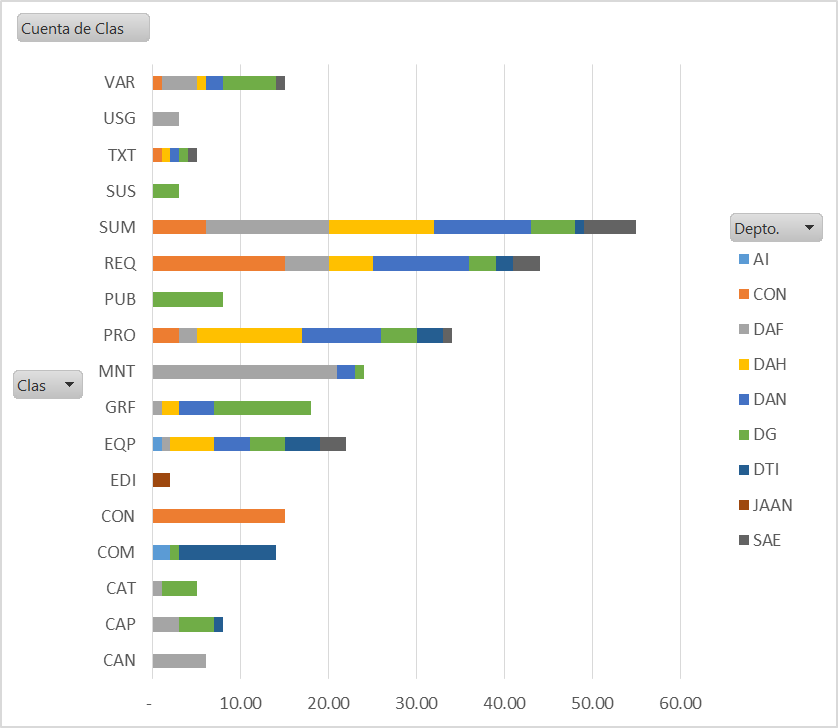 Cuenta de Clas
VAR
USG
TXT
SUS
SUM
REQ
PUB
PRO
MNT
GRF
EQP
EDI
CON
COM
CAT
CAP
CAN
Clas
- 10.00 20.00 30.00 40.00 50.00 60.00
Depto.
AI
CON
DAF
DAH
DAN
DG
DTI
JAAN
SAE